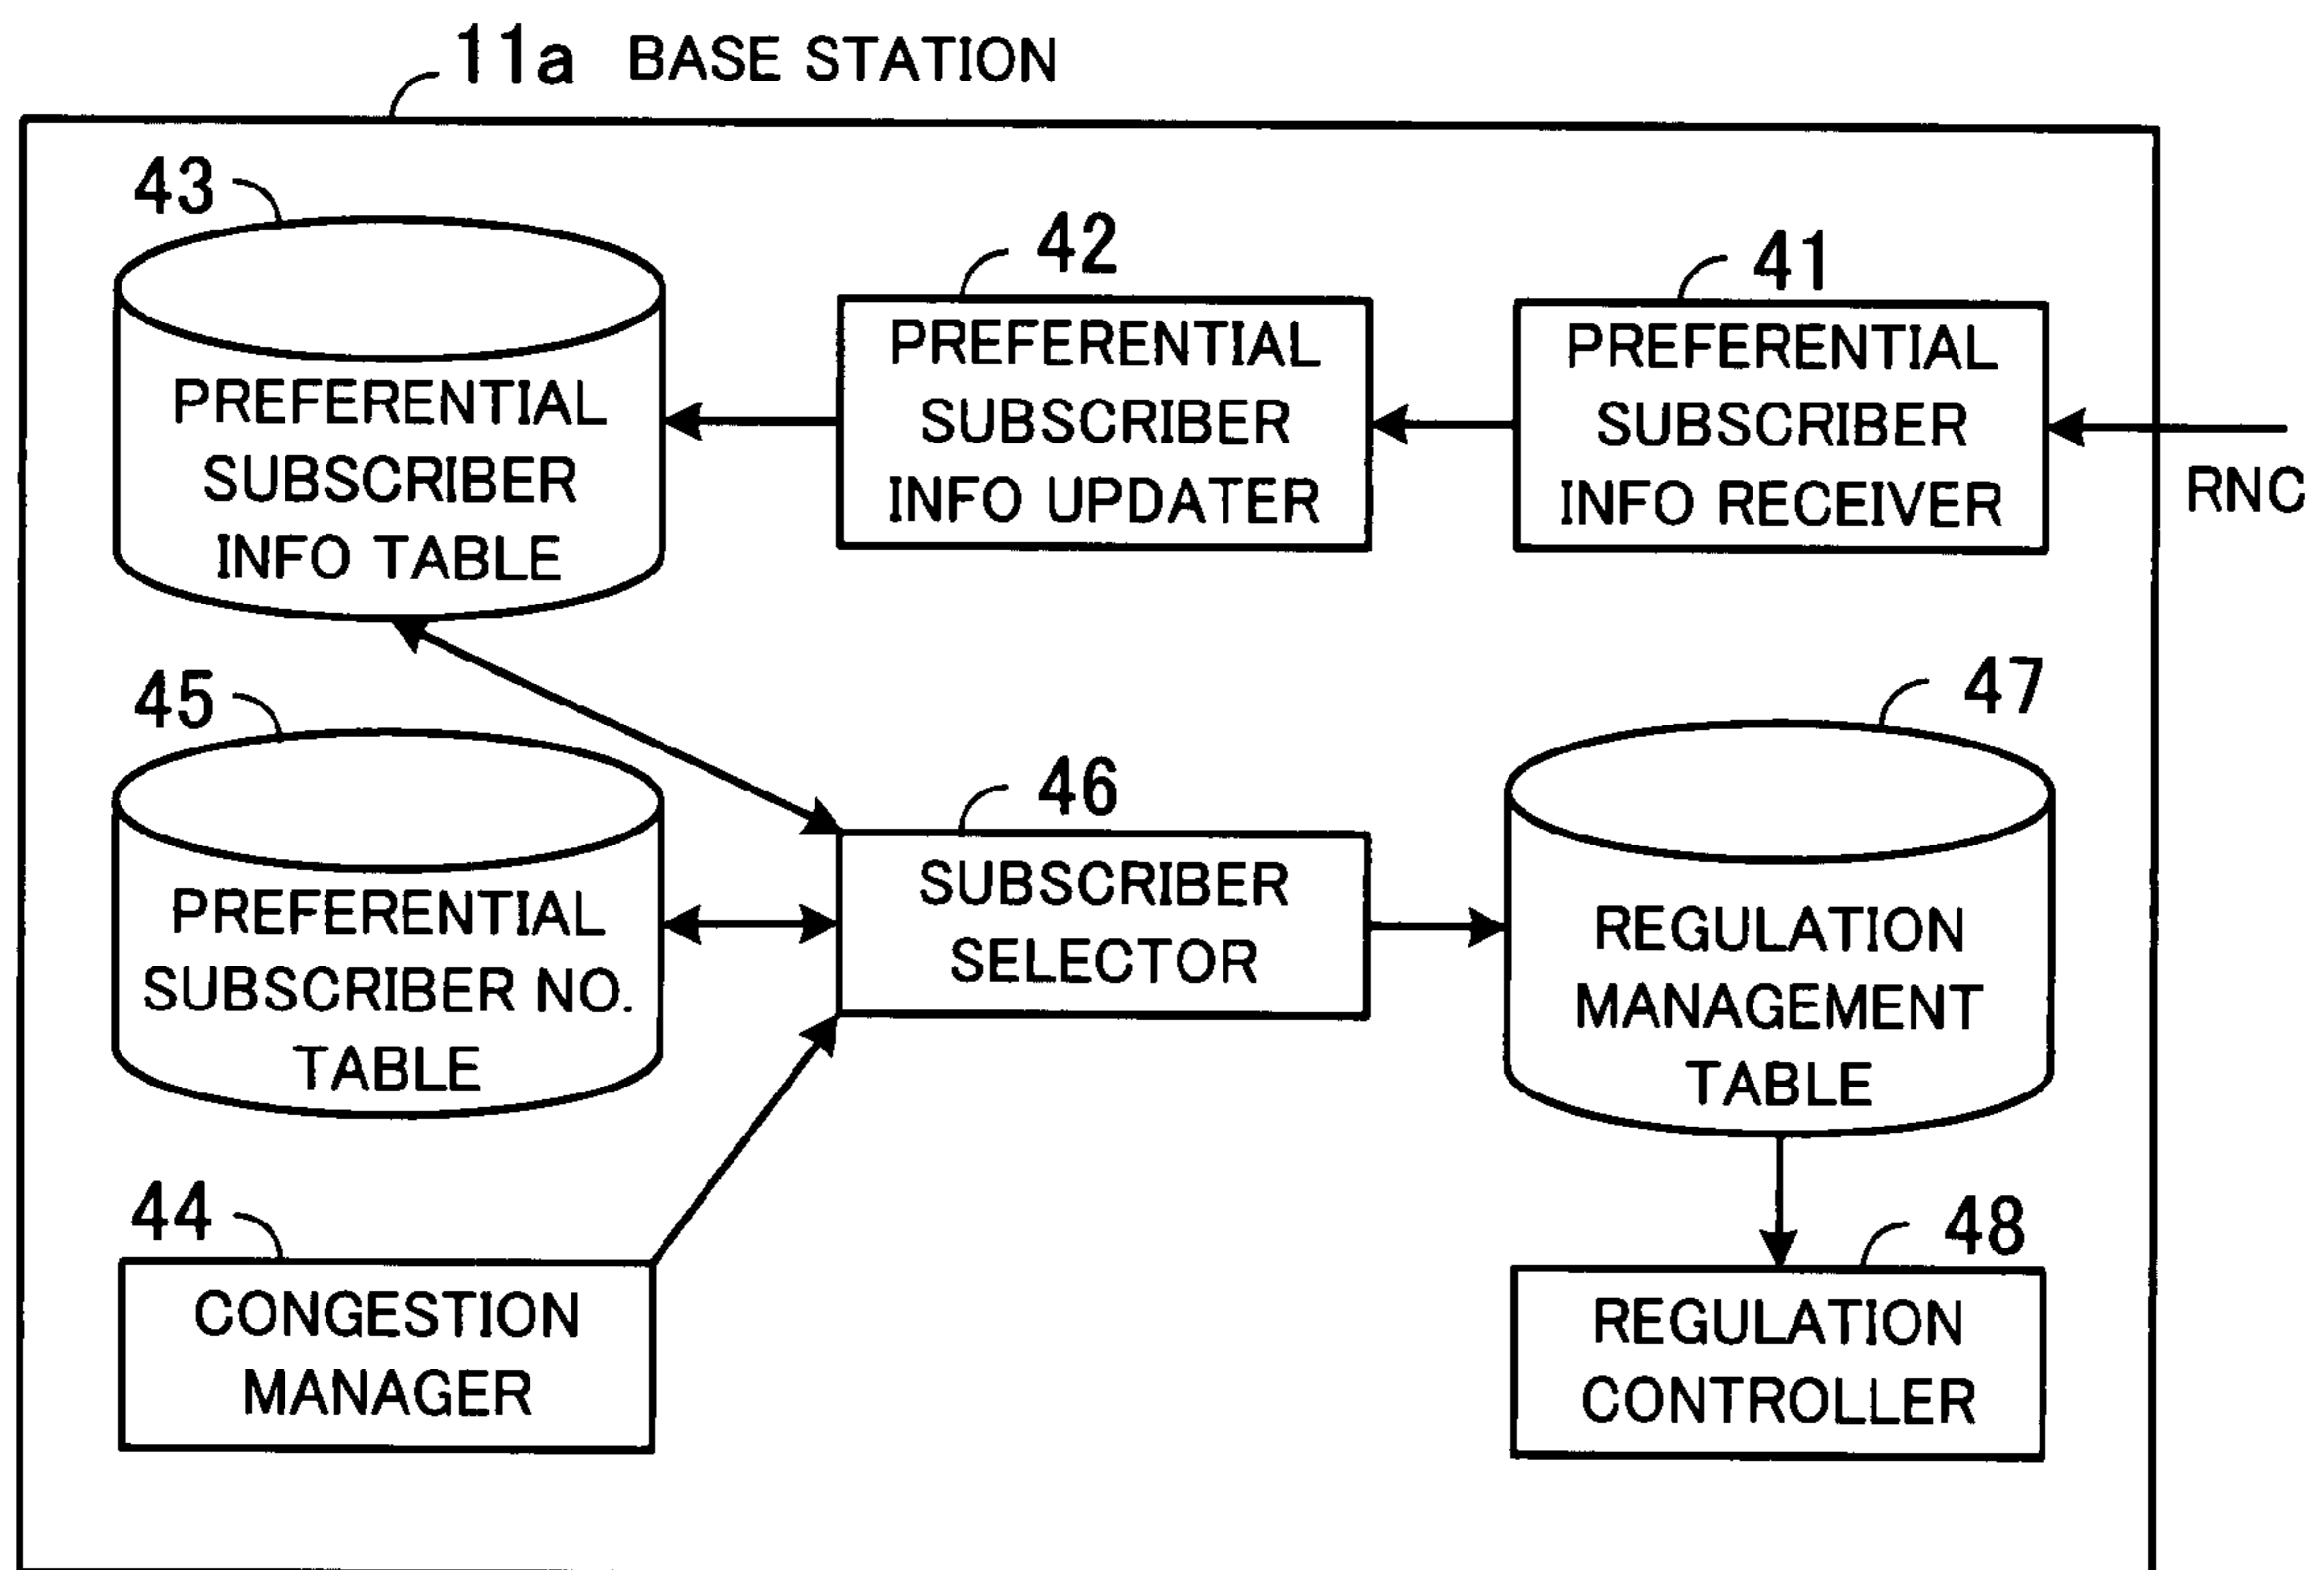 11a BASE STATION
43
PREFERENTIAL
SUBSCRIBER
INFO TABLE
42
PREFERENTIAL
SUBSCRIBER
INFO UPDATER
41
PREFERENTIAL
SUBSCRIBER
INFO RECEIVER
RNC
45
PREFERENTIAL
SUBSCRIBER NO.
TABLE
46
SUBSCRIBER
SELECTOR
47
REGULATION
MANAGEMENT
TABLE
44
CONGESTION
MANAGER
48
REGULATION
CONTROLLER